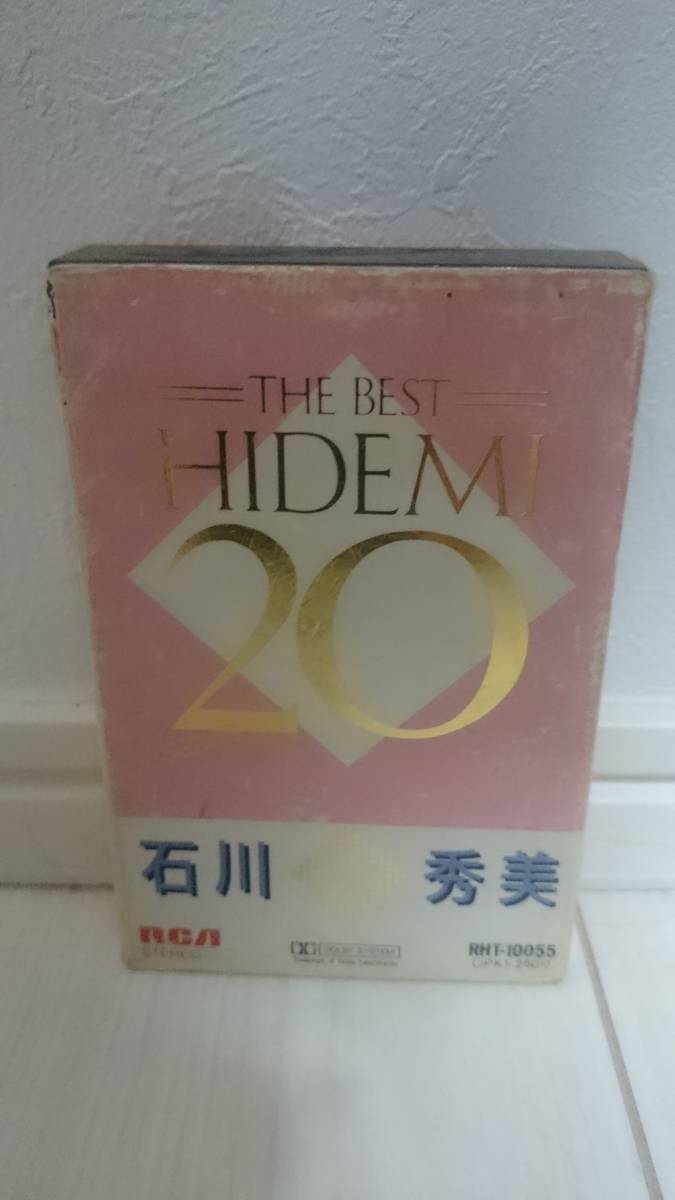 THE BEST
HIDEMI
20
石川 秀美
RCA
STEREO
DOLBY SYSTEM
RHT-10055